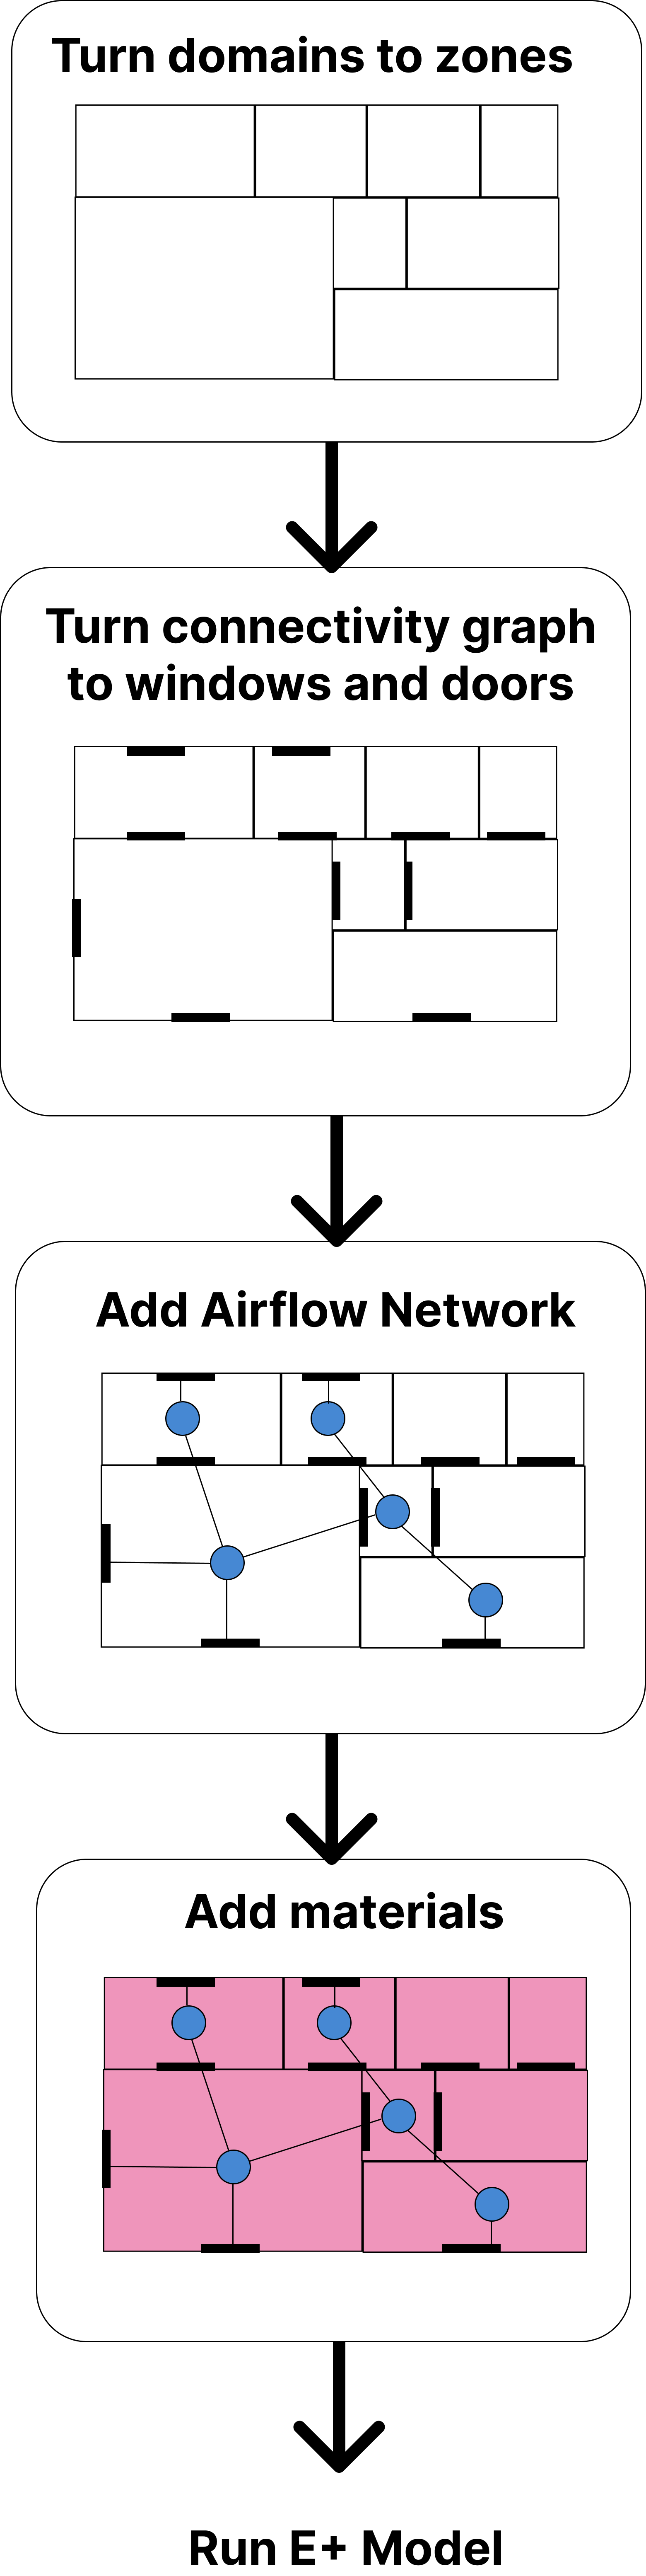 Turn domains to zones
Turn connectivity graph
to windows and doors
Add Airflow Network
Add materials
Run E+ Model